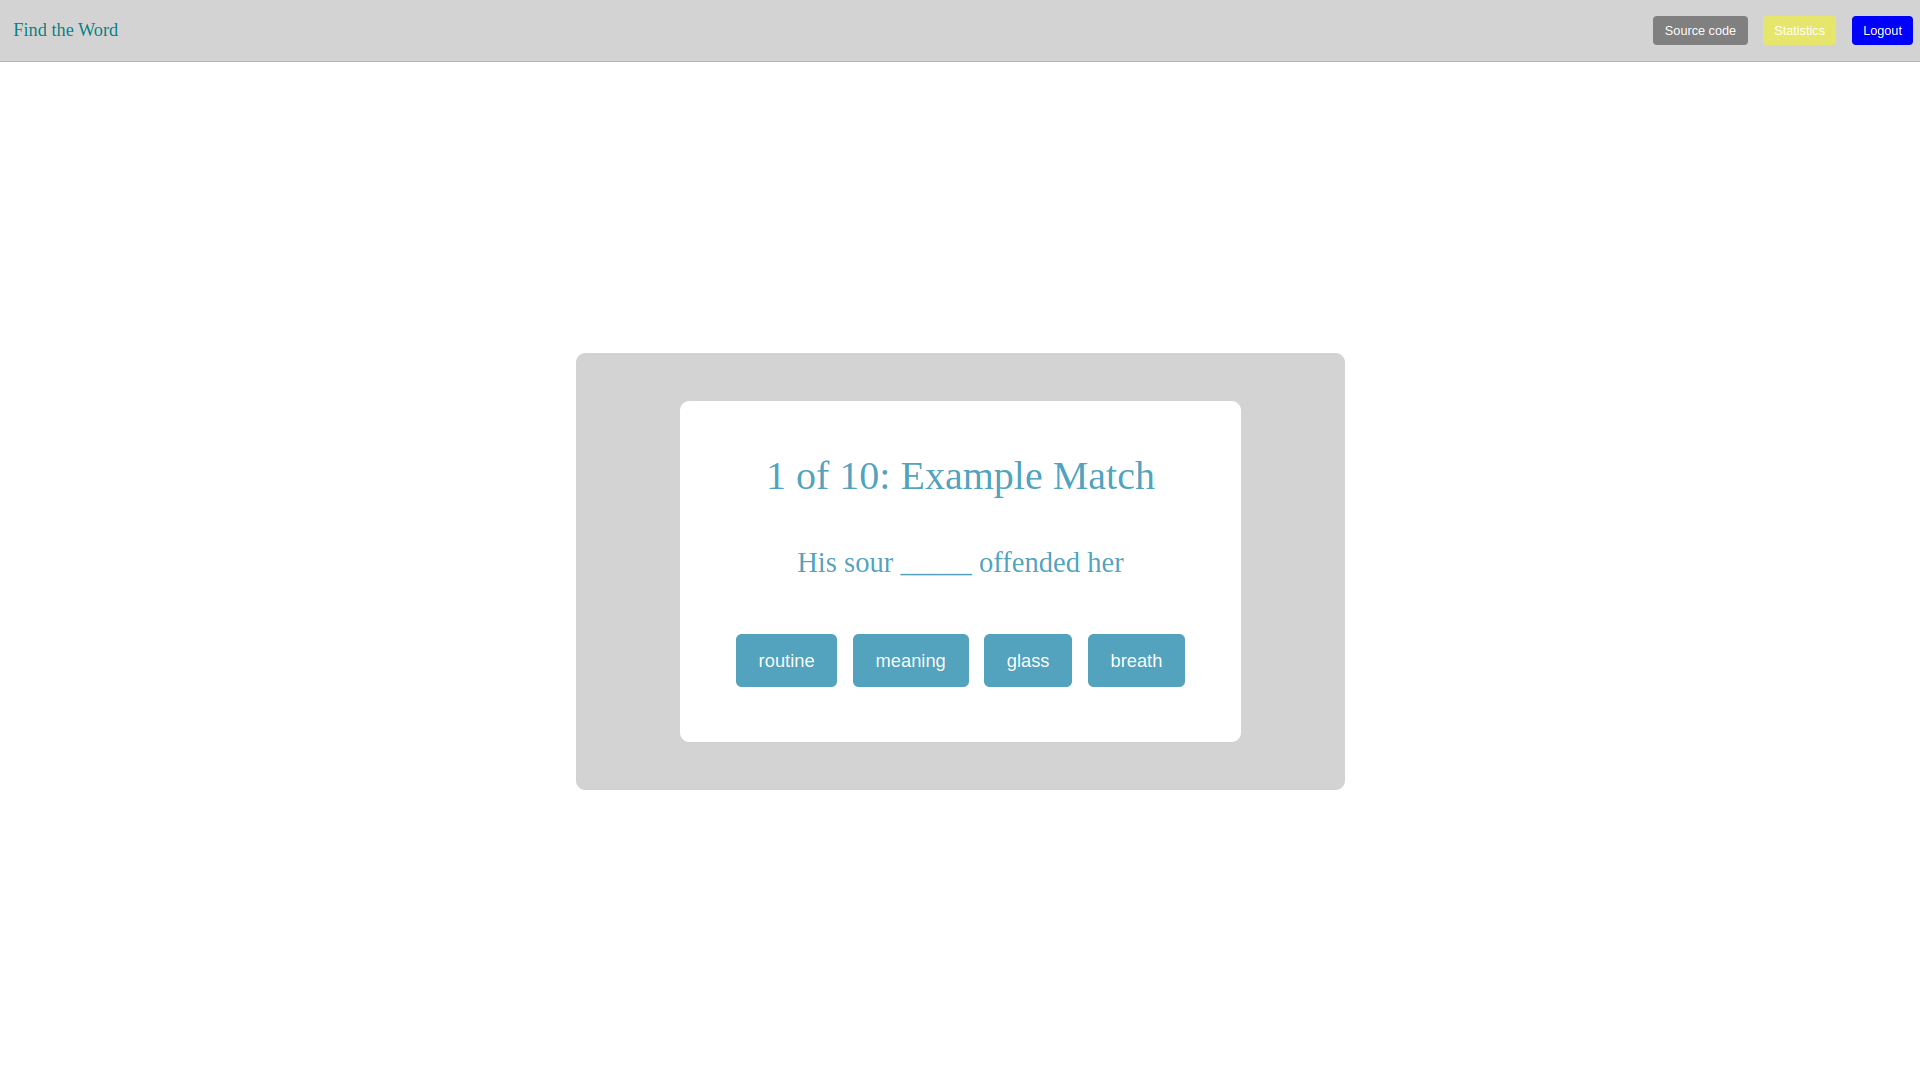 Find the Word
Source code
Statistics
Logout
1 of 10: Example Match
His sour _____ offended her
routine
meaning
glass
breath